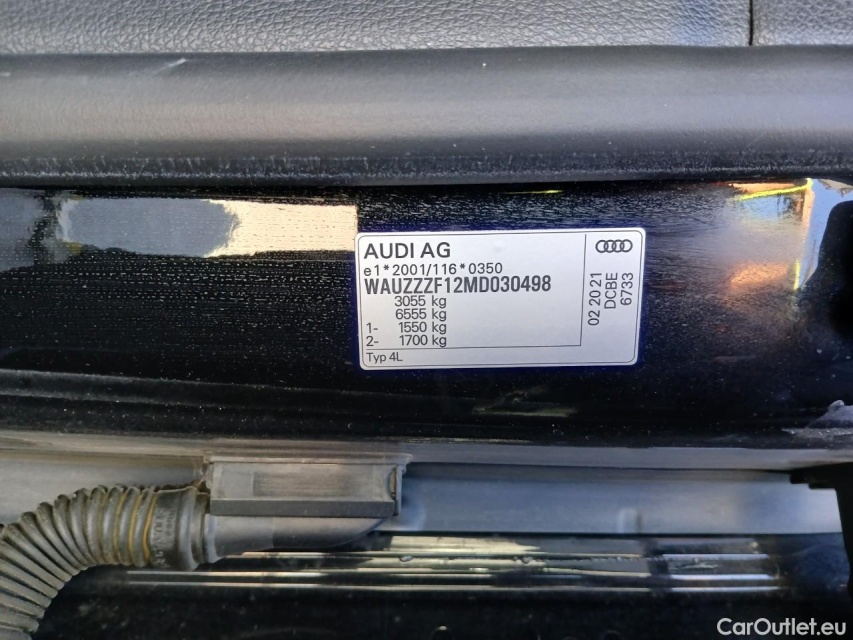 AUDI AG
e1*2001/116*0350
WAUZZZF12MD030498
3055 kg
6555 kg
1- 1550 kg
2- 1700 kg
Typ 4L
02 2021
DCBE
6733
CarOutlet.eu